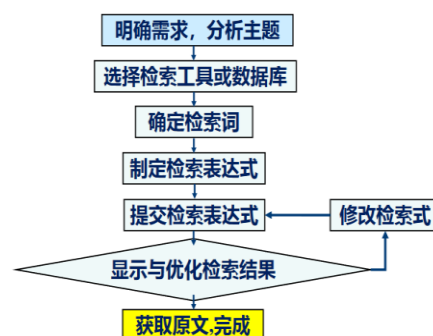 明确需求，分析主题
选择检索工具或数据库
确定检索词
制定检索表达式
提交检索表达式
修改检索式
显示与优化检索结果
获取原文,完成